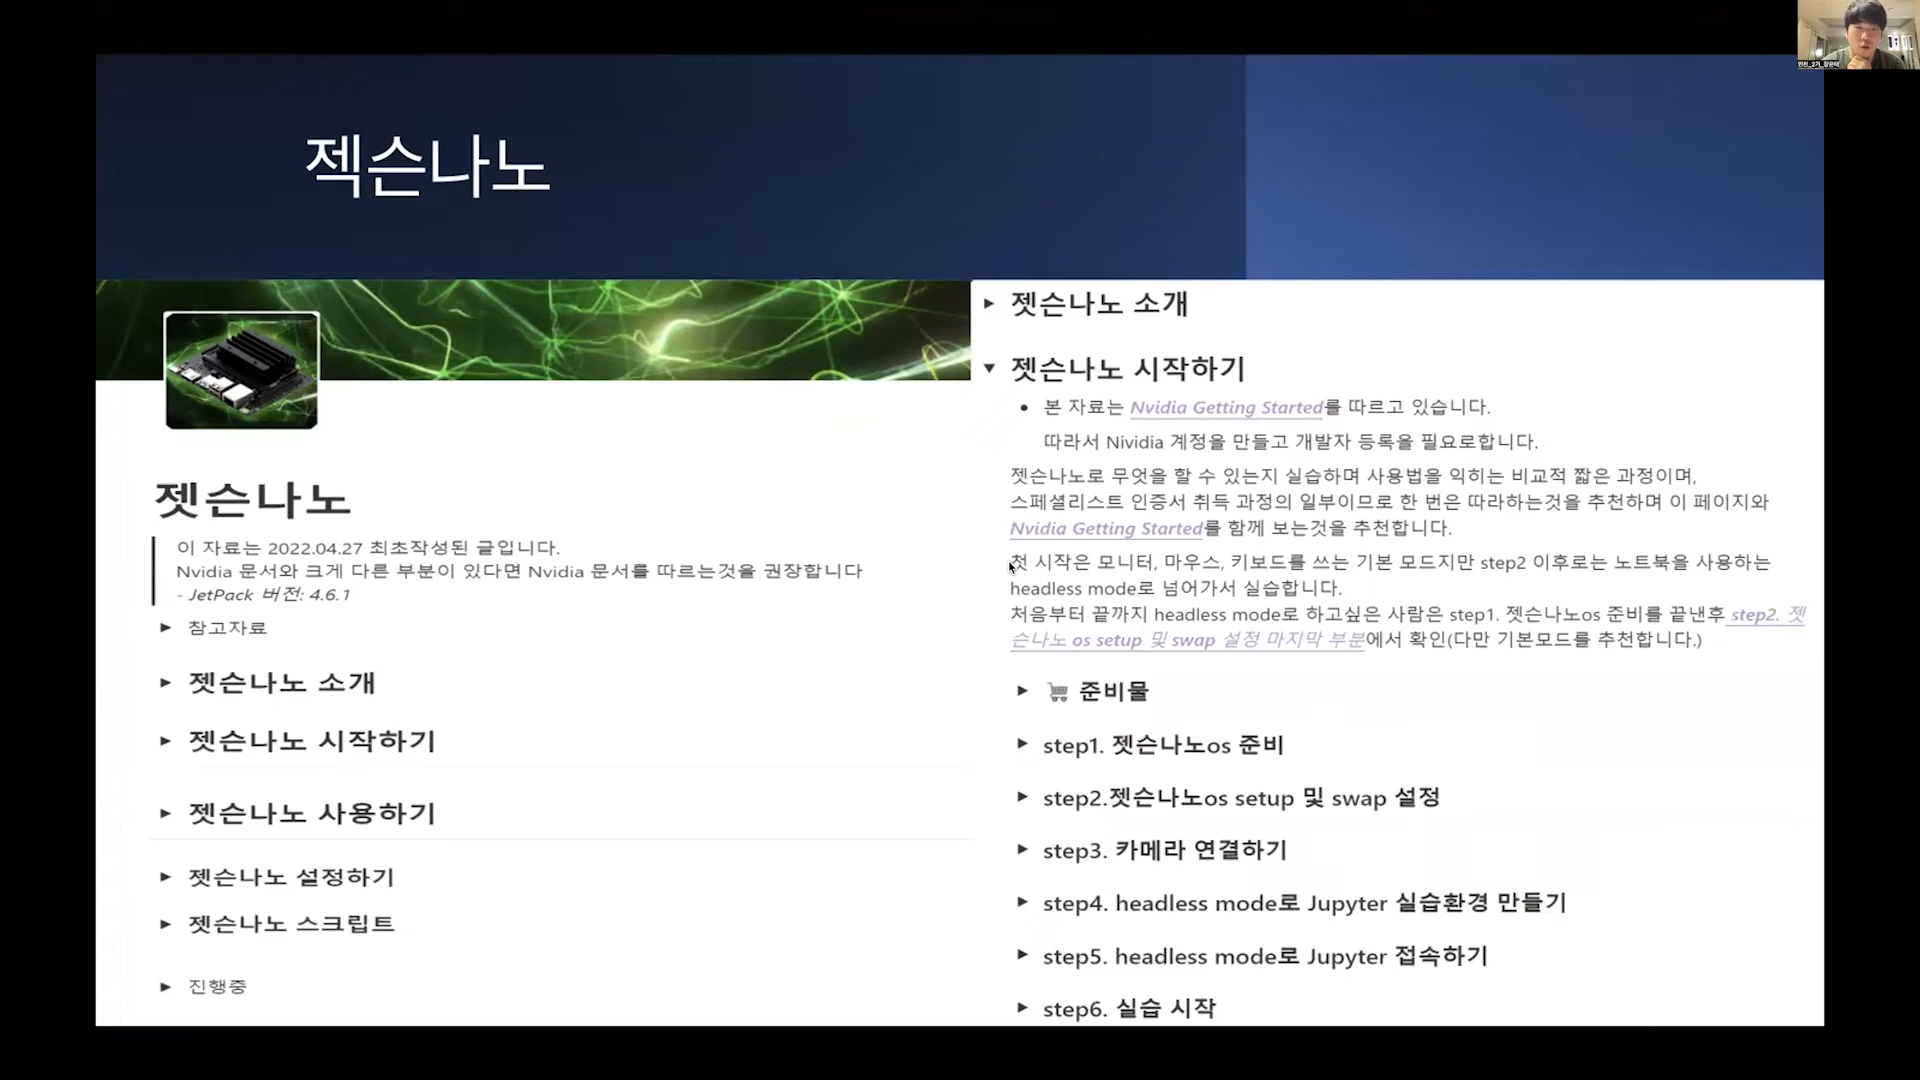 젝슨나노
젯슨나노
이 자료는 2022.04.27 최초작성된 글입니다.
Nvidia 문서와 크게 다른 부분이 있다면 Nvidia 문서를 따르는것을 권장합니다
- JetPack 버전: 4.6.1
참고자료
젯슨나노 소개
젯슨나노 시작하기
젯슨나노 사용하기
젯슨나노 설정하기
젯슨나노 스크립트
진행중
젯슨나노 소개
젯슨나노 시작하기
본 자료는 Nvidia Getting Started를 따르고 있습니다.
따라서 Nividia 계정을 만들고 개발자 등록을 필요로합니다.
젯슨나노로 무엇을 할 수 있는지 실습하며 사용법을 익히는 비교적 짧은 과정이며,
스페셜리스트 인증서 취득 과정의 일부이므로 한 번은 따라하는것을 추천하며 이 페이지와
Nvidia Getting Started를 함께 보는것을 추천합니다.
첫 시작은 모니터, 마우스, 키보드를 쓰는 기본 모드지만 step2 이후로는 노트북을 사용하는
headless mode로 넘어가서 실습합니다.
처음부터 끝까지 headless mode로 하고싶은 사람은 step1. 젯슨나노os 준비를 끝낸후 step2. 젯
슨나노 os setup 및 swap 설정 마지막 부분에서 확인(다만 기본모드를 추천합니다.)
준비물
step1. 젯슨나노os 준비
step2.젯슨나노os setup 및 swap 설정
step3. 카메라 연결하기
step4. headless mode로 Jupyter 실습환경 만들기
step5. headless mode로 Jupyter 접속하기
step6. 실습 시작